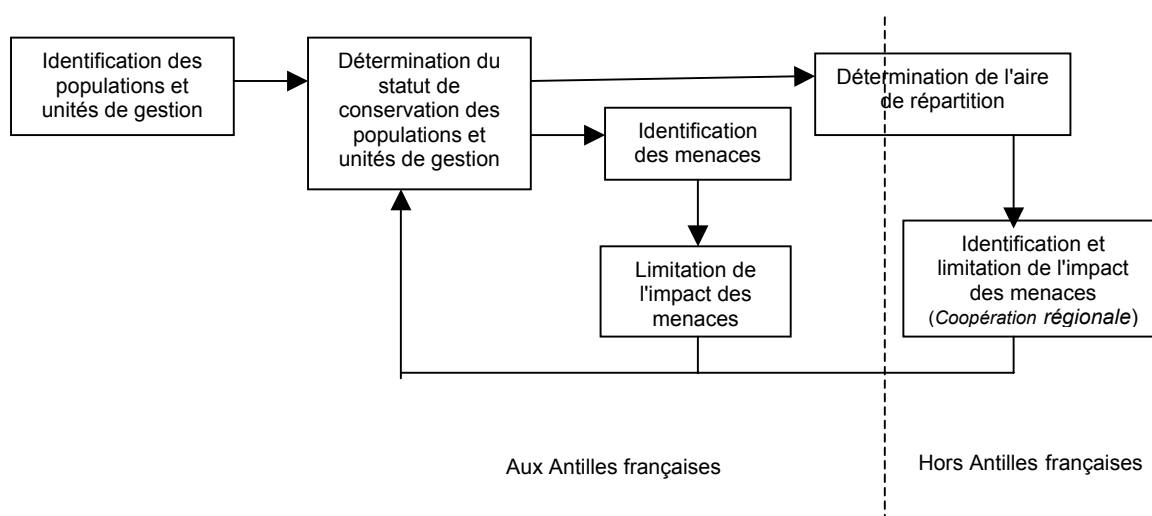 Identification des
populations et
unités de gestion
Détermination du
statut de
conservation des
populations et
unités de gestion
Identification
des menaces
Limitation de
l'impact des
menaces
Détermination de l'aire
de répartition
Identification et
limitation de l'impact
des menaces
(Coopération régionale)
Aux Antilles françaises
Hors Antilles françaises